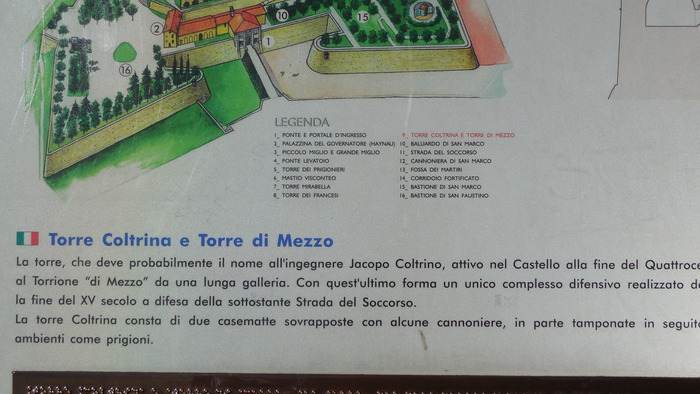 2
10
15
1
16
LEGENDA
1_ PONTE E PORTALE D'INGRESSO
2_ PALAZZINA DEL GOVERNATORE (HAYNAU)
3_ PICCOLO MIGLIO E GRANDE MIGLIO
4_ PONTE LEVATOIO
5_ TORRE DEI PRIGIONIERI
6_ MASTIO VISCONTEO
7_ TORRE MIRABELLA
8_ TORRE DEI FRANCESI
9_ TORRE COLTRINA E TORRE DI MEZZO
10_ BALUARDO DI SAN MARCO
11_ STRADA DEL SOCCORSO
12_ CANNONIERA DI SAN MARCO
13_ FOSSA DEI MARTIRI
14_ CORRIDOIO FORTIFICATO
15_ BASTIONE DI SAN MARCO
16_ BASTIONE DI SAN FAUSTINO
Torre Coltrina e Torre di Mezzo
La torre, che deve probabilmente il nome all'ingegnere Jacopo Coltrino, attivo nel Castello alla fine del Quattroce
al Torrione "di Mezzo" da una lunga galleria. Con quest'ultimo forma un unico complesso difensivo realizzato
la fine del XV secolo a difesa della sottostante Strada del Soccorso.
La torre Coltrina consta di due casematte sovrapposte con alcune cannoniere, in parte tamponate in seguito
ambienti come prigioni.